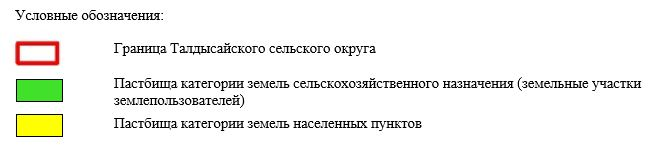 Условные обозначения:
Граница Талдысайского сельского округа
Пастбища категории земель сельскохозяйственного назначения (земельные участки
землепользователей)
Пастбища категории земель населенных пунктов